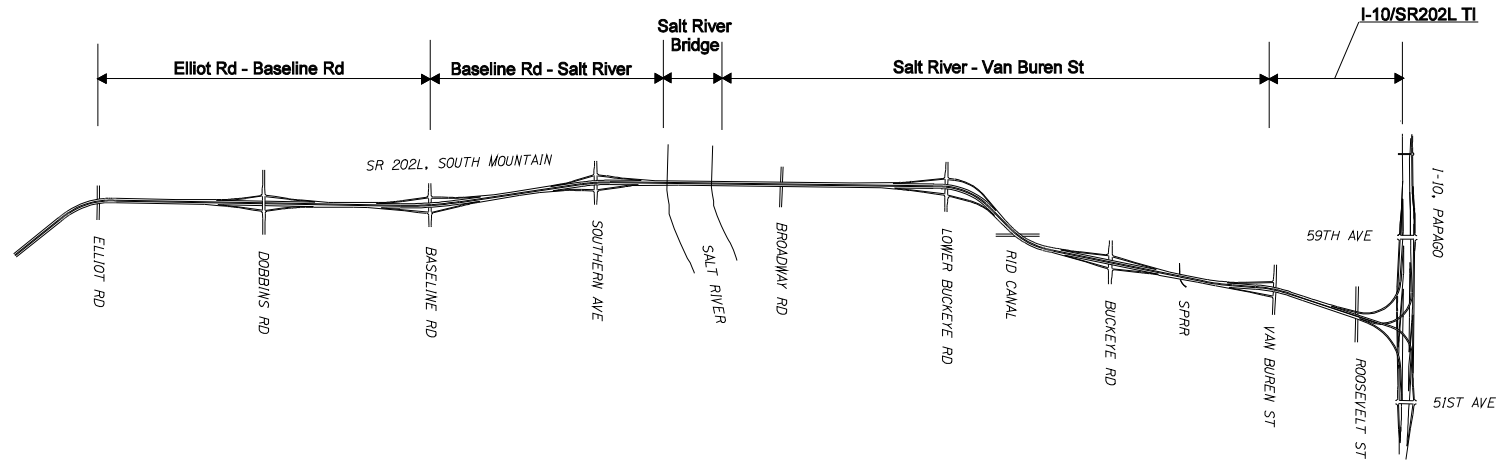 I-10/SR202L TI
Salt River
Bridge
Elliot Rd - Baseline Rd
Baseline Rd - Salt River
Salt River - Van Buren St
SR 202L, SOUTH MOUNTAIN
I-10, PAPAGO
59TH AVE
ELLIOT RD
DOBBINS RD
BASELINE RD
SOUTHERN AVE
SALT RIVER
BROADWAY RD
LOWER BUCKEYE RD
RID CANAL
BUCKEYE RD
SPRR
VAN BUREN ST
ROOSEVELT ST
51ST AVE